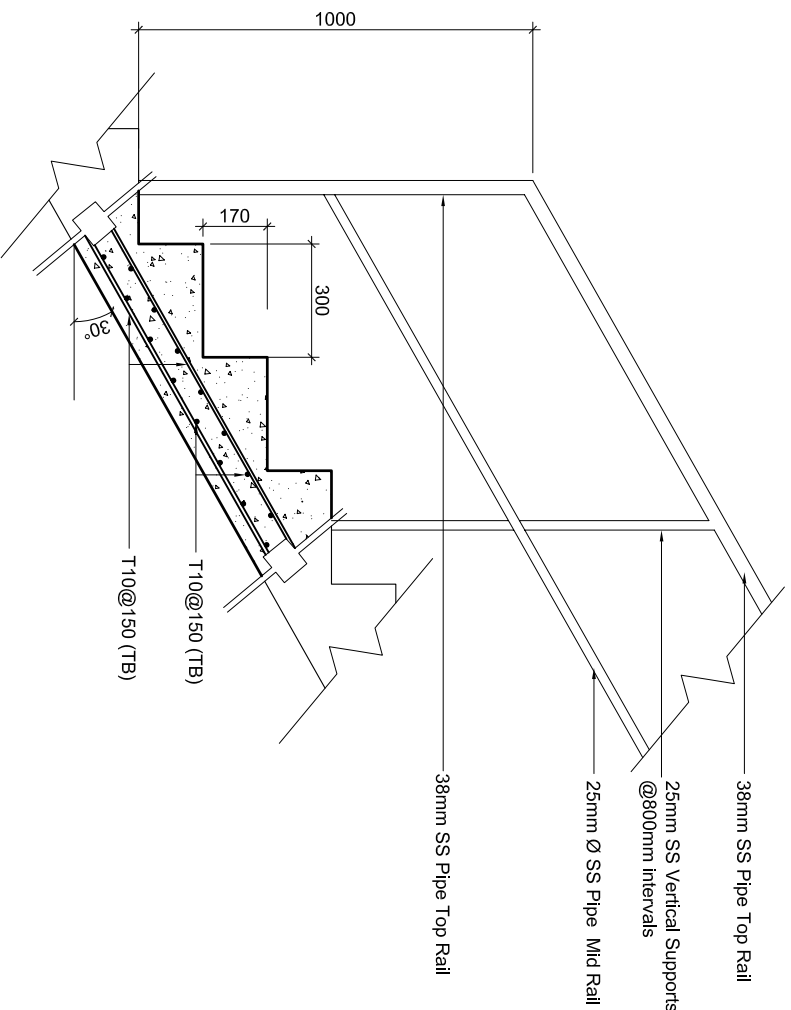 1000
170
300
30°
T10@150 (TB)
T10@150 (TB)
38mm SS Pipe Top Rail
25mm Ø SS Pipe Mid Rail
25mm SS Vertical Supports
@800mm intervals
38mm SS Pipe Top Rail